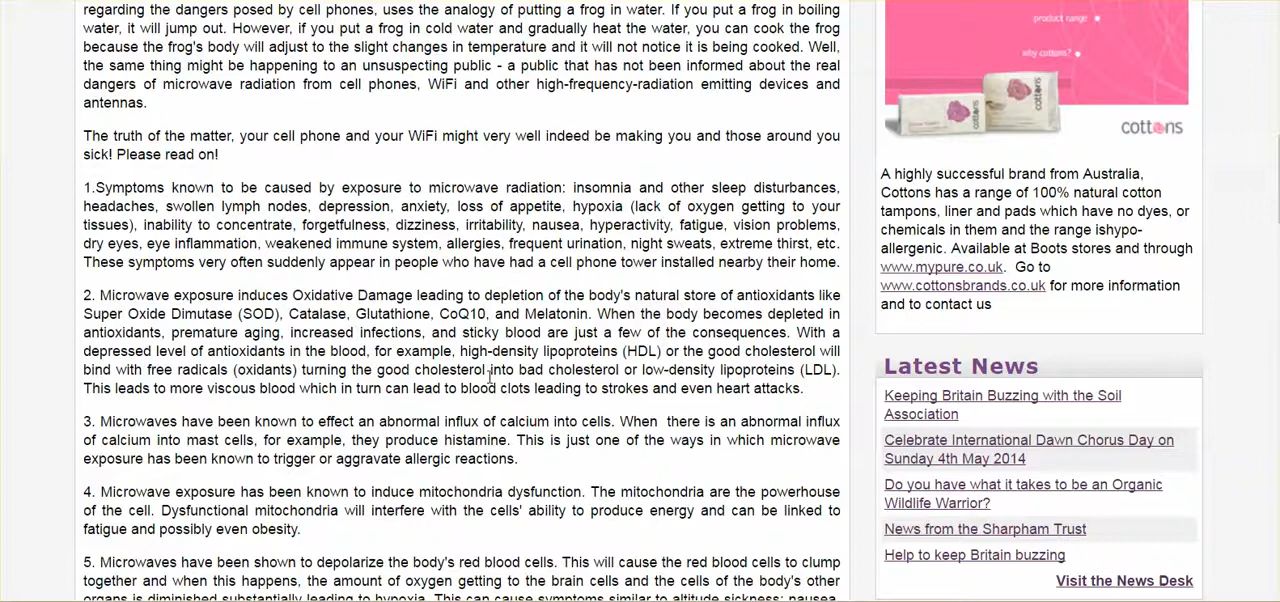 regarding the dangers posed by cell phones, uses the analogy of putting a frog in water. If you put a frog in boiling
water, it will jump out. However, if you put a frog in cold water and gradually heat the water, you can cook the frog
because the frog's body will adjust to the slight changes in temperature and it will not notice it is being cooked. Well,
the same thing might be happening to an unsuspecting public - a public that has not been informed about the real
dangers of microwave radiation from cell phones, WiFi and other high-frequency-radiation emitting devices and
antennas.
The truth of the matter, your cell phone and your WiFi might very well indeed be making you and those around you
sick! Please read on!
1.Symptoms known to be caused by exposure to microwave radiation: insomnia and other sleep disturbances,
headaches, swollen lymph nodes, depression, anxiety, loss of appetite, hypoxia (lack of oxygen getting to your
tissues), inability to concentrate, forgetfulness, dizziness, irritability, nausea, hyperactivity, fatigue, vision problems,
dry eyes, eye inflammation, weakened immune system, allergies, frequent urination, night sweats, extreme thirst, etc.
These symptoms very often suddenly appear in people who have had a cell phone tower installed nearby their home.
2. Microwave exposure induces Oxidative Damage leading to depletion of the body's natural store of antioxidants like
Super Oxide Dimutase (SOD), Catalase, Glutathione, CoQ10, and Melatonin. When the body becomes depleted in
antioxidants, premature aging, increased infections, and sticky blood are just a few of the consequences. With a
depressed level of antioxidants in the blood, for example, high-density lipoproteins (HDL) or the good cholesterol will
bind with free radicals (oxidants) turning the good cholesterol into bad cholesterol or low-density lipoproteins (LDL).
This leads to more viscous blood which in turn can lead to blood clots leading to strokes and even heart attacks.
3. Microwaves have been known to effect an abnormal influx of calcium into cells. When there is an abnormal influx
of calcium into mast cells, for example, they produce histamine. This is just one of the ways in which microwave
exposure has been known to trigger or aggravate allergic reactions.
4. Microwave exposure has been known to induce mitochondria dysfunction. The mitochondria are the powerhouse
of the cell. Dysfunctional mitochondria will interfere with the cells' ability to produce energy and can be linked to
fatigue and possibly even obesity.
5. Microwaves have been shown to depolarize the body's red blood cells. This will cause the red blood cells to clump
together and when this happens, the amount of oxygen getting to the brain cells and the cells of the body's other
organs is diminished substantially leading to hypoxia. This can cause symptoms similar to altitude sickness: nausea,
product range
why cottons?
cottons
cottons
A highly successful brand from Australia,
Cottons has a range of 100% natural cotton
tampons, liner and pads which have no dyes, or
chemicals in them and the range ishypo-
allergenic. Available at Boots stores and through
www.mypure.co.uk. Go to
www.cottonsbrands.co.uk for more information
and to contact us
Latest News
Keeping Britain Buzzing with the Soil
Association
Celebrate International Dawn Chorus Day on
Sunday 4th May 2014
Do you have what it takes to be an Organic
Wildlife Warrior?
News from the Sharpham Trust
Help to keep Britain buzzing
Visit the News Desk